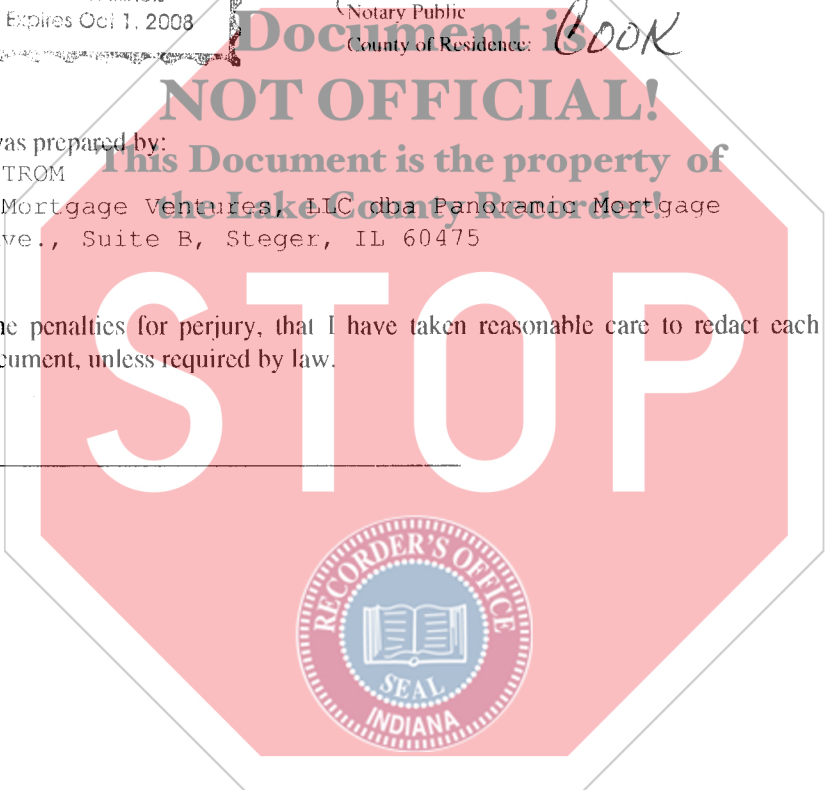 Expires Oct 1, 2008
Notary Public
Document is
County of Residence: COOK
NOT OFFICIAL!
was prepared by:
This Document is the property of
TROM
the Lake County Recorder!
Mortgage Ventures, LLC dba Panoramic Mortgage
ve., Suite B, Steger, IL 60475
ne penalties for perjury, that I have taken reasonable care to redact each
cument, unless required by law.
STOP
RECORDER'S OFFICE
SEAL
INDIANA